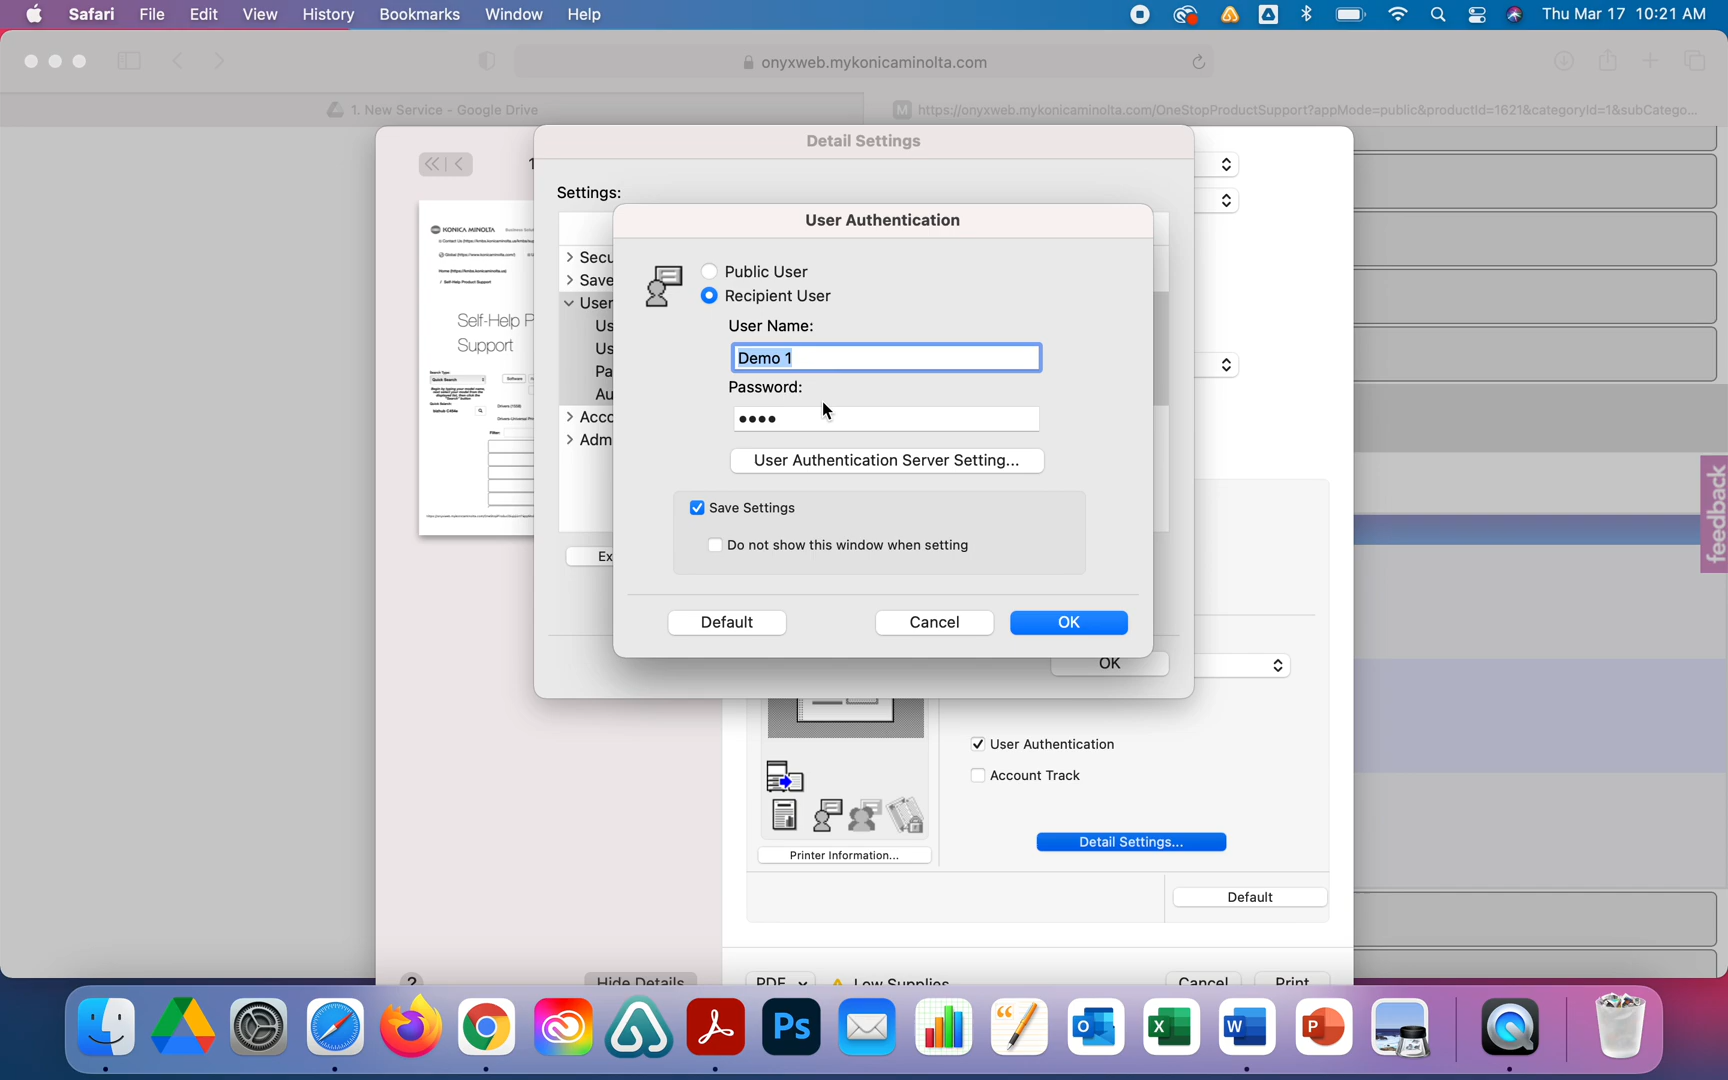 Safari File Edit View History Bookmarks Window Help Thu Mar 17 10:21 AM
onyxweb.mykonicaminolta.com
1. New Service - Google Drive
M https://onyxweb.mykonicaminolta.com/OneStopProductSupport?appMode=public&productId=1621&categoryId=1&subCatego...
Detail Settings
Settings:
User Authentication
KONICA MINOLTA
Self-Help P
Support
Secu
Save
User
Us
Us
Pa
Au
Acco
Adm
Ex
Public User
Recipient User
User Name:
Demo 1
Password:
User Authentication Server Setting...
Save Settings
Do not show this window when setting
Default Cancel OK
OK
feedback
User Authentication
Account Track
Detail Settings...
Printer Information...
Default
? Hide Details PDF Low Supplies Cancel Print
Ps